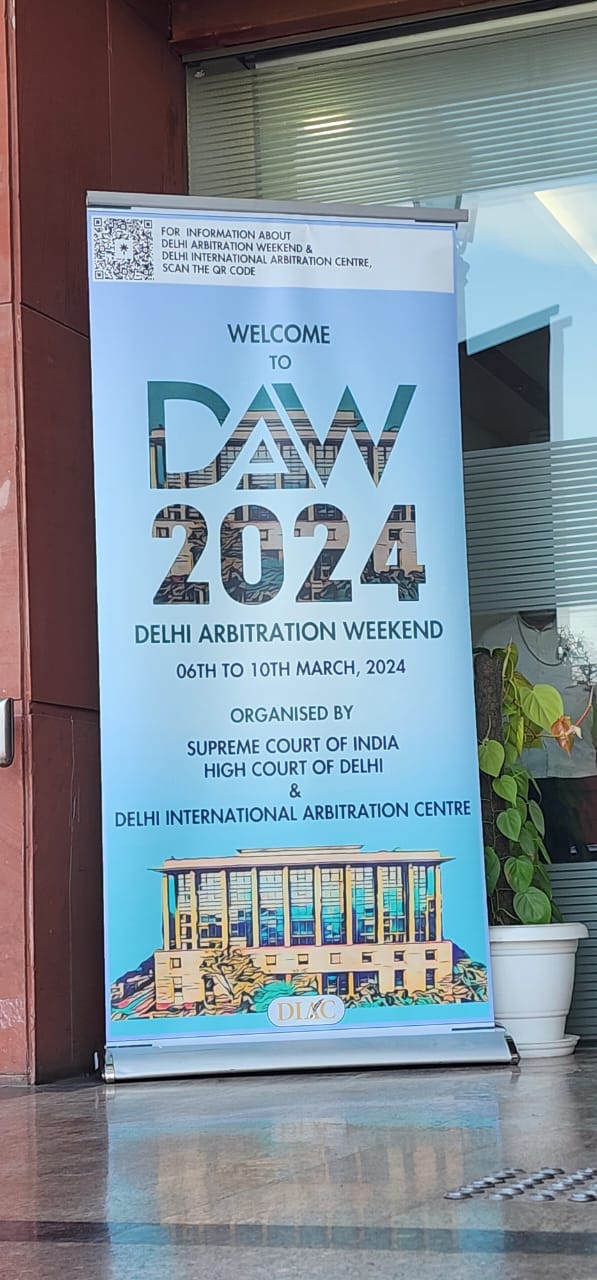 FOR INFORMATION ABOUT
DELHI ARBITRATION WEEKEND &
DELHI INTERNATIONAL ARBITRATION CENTRE,
SCAN THE QR CODE
WELCOME
TO
DAW
2024
DELHI ARBITRATION WEEKEND
06TH TO 10TH MARCH, 2024
ORGANISED BY
SUPREME COURT OF INDIA
HIGH COURT OF DELHI
&
DELHI INTERNATIONAL ARBITRATION CENTRE
DIAC